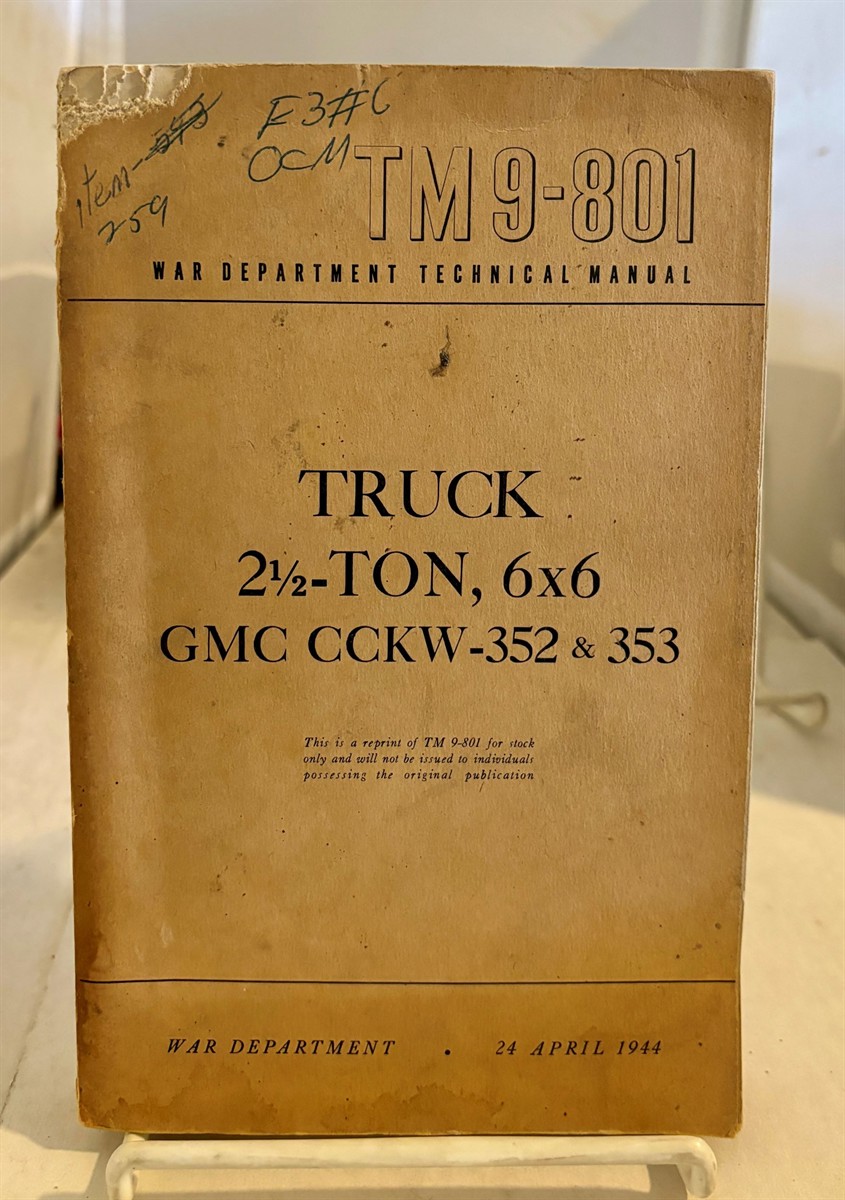 E3#6
OCM
item-
259
TM 9-801
WAR DEPARTMENT TECHNICAL MANUAL
TRUCK
2½-TON, 6x6
GMC CCKW-352 & 353
This is a reprint of TM 9-801 for stock
only and will not be issued to individuals
possessing the original publication
WAR DEPARTMENT . 24 APRIL 1944